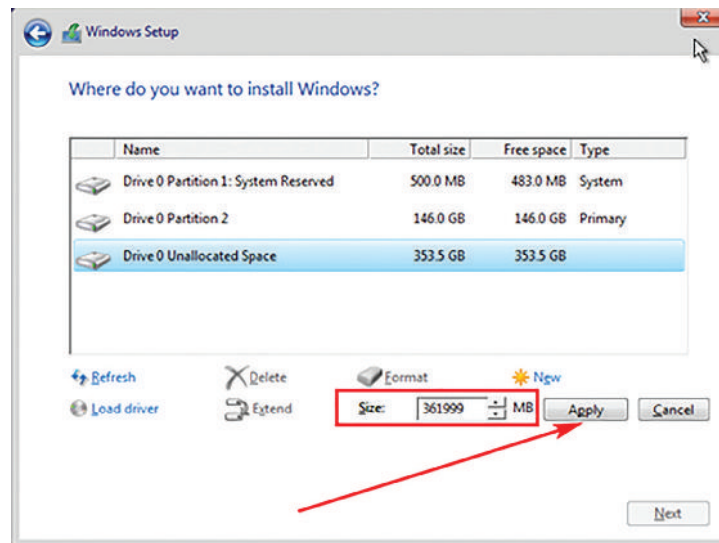 Windows Setup
Where do you want to install Windows?
Name Total size Free space Type
Drive 0 Partition 1: System Reserved 500.0 MB 483.0 MB System
Drive 0 Partition 2 146.0 GB 146.0 GB Primary
Drive 0 Unallocated Space 353.5 GB 353.5 GB
Refresh Delete Format New
Load driver Extend Size: 361999 MB Apply Cancel
Next